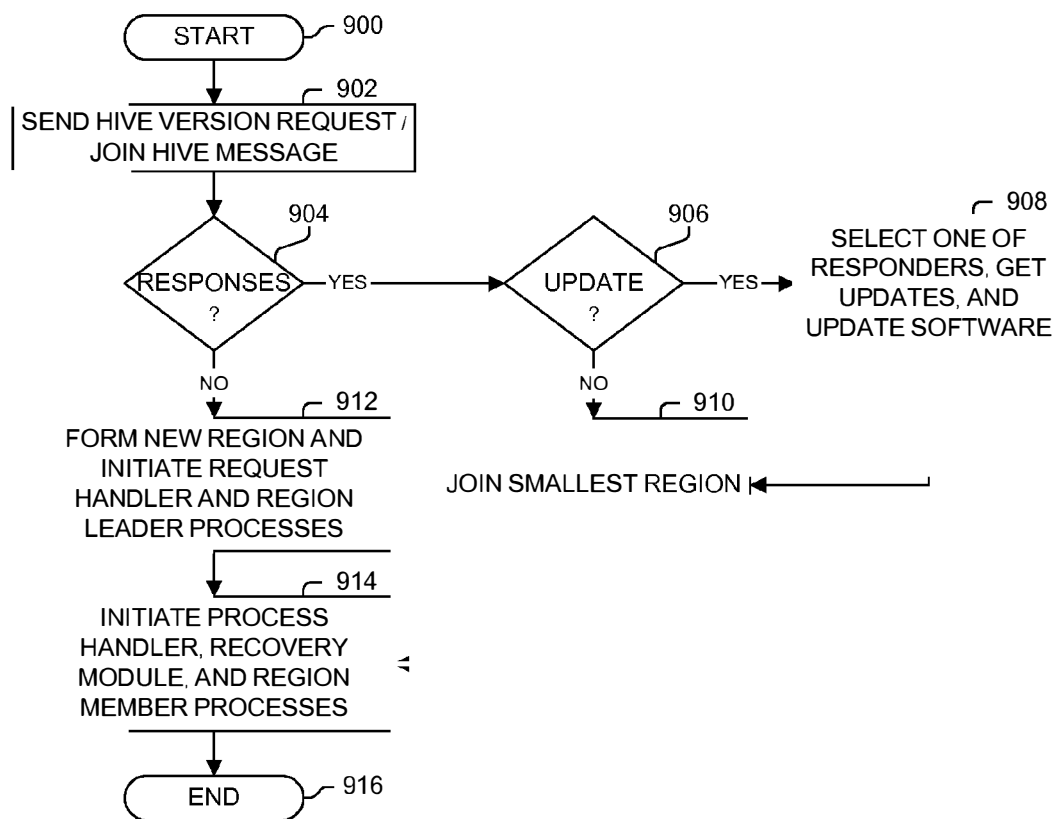 START
900
902
SEND HIVE VERSION REQUEST /
JOIN HIVE MESSAGE
904
RESPONSES
?
YES
906
UPDATE
?
YES
908
SELECT ONE OF
RESPONDERS, GET
UPDATES, AND
UPDATE SOFTWARE
NO
NO
912
FORM NEW REGION AND
INITIATE REQUEST
HANDLER AND REGION
LEADER PROCESSES
910
JOIN SMALLEST REGION
914
INITIATE PROCESS
HANDLER, RECOVERY
MODULE, AND REGION
MEMBER PROCESSES
END
916